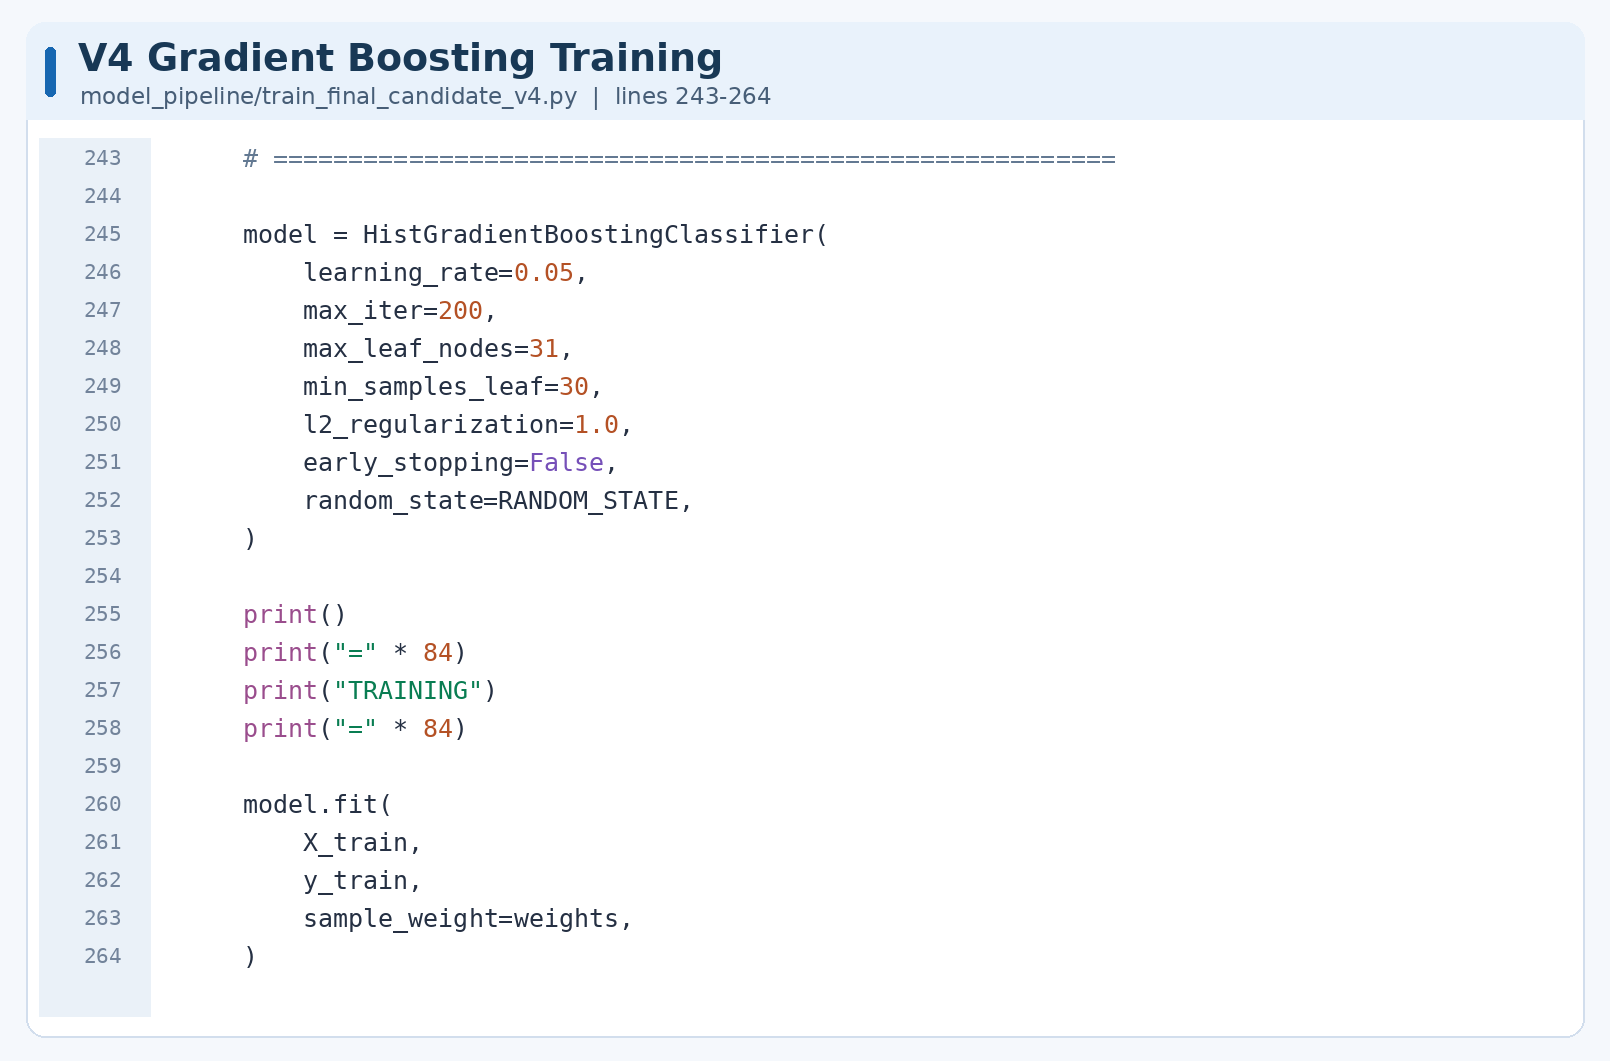 V4 Gradient Boosting Training
model_pipeline/train_final_candidate_v4.py | lines 243-264
243 # ========================================================
244
245 model = HistGradientBoostingClassifier(
246     learning_rate=0.05,
247     max_iter=200,
248     max_leaf_nodes=31,
249     min_samples_leaf=30,
250     l2_regularization=1.0,
251     early_stopping=False,
252     random_state=RANDOM_STATE,
253 )
254
255 print()
256 print("=" * 84)
257 print("TRAINING")
258 print("=" * 84)
259
260 model.fit(
261     X_train,
262     y_train,
263     sample_weight=weights,
264 )